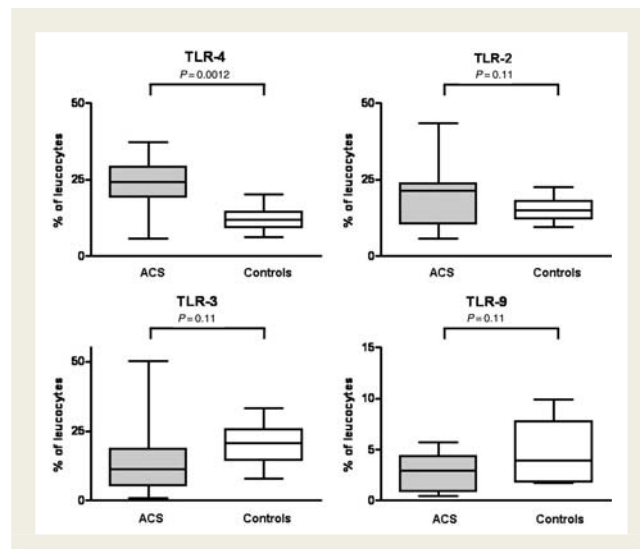 TLR-4
P=0.0012
50
25
0
% of leucocytes
ACS Controls
TLR-2
P=0.11
50
25
0
% of leucocytes
ACS Controls
TLR-3
P=0.11
50
25
0
% of leucocytes
ACS Controls
TLR-9
P=0.11
15
10
5
0
% of leucocytes
ACS Controls